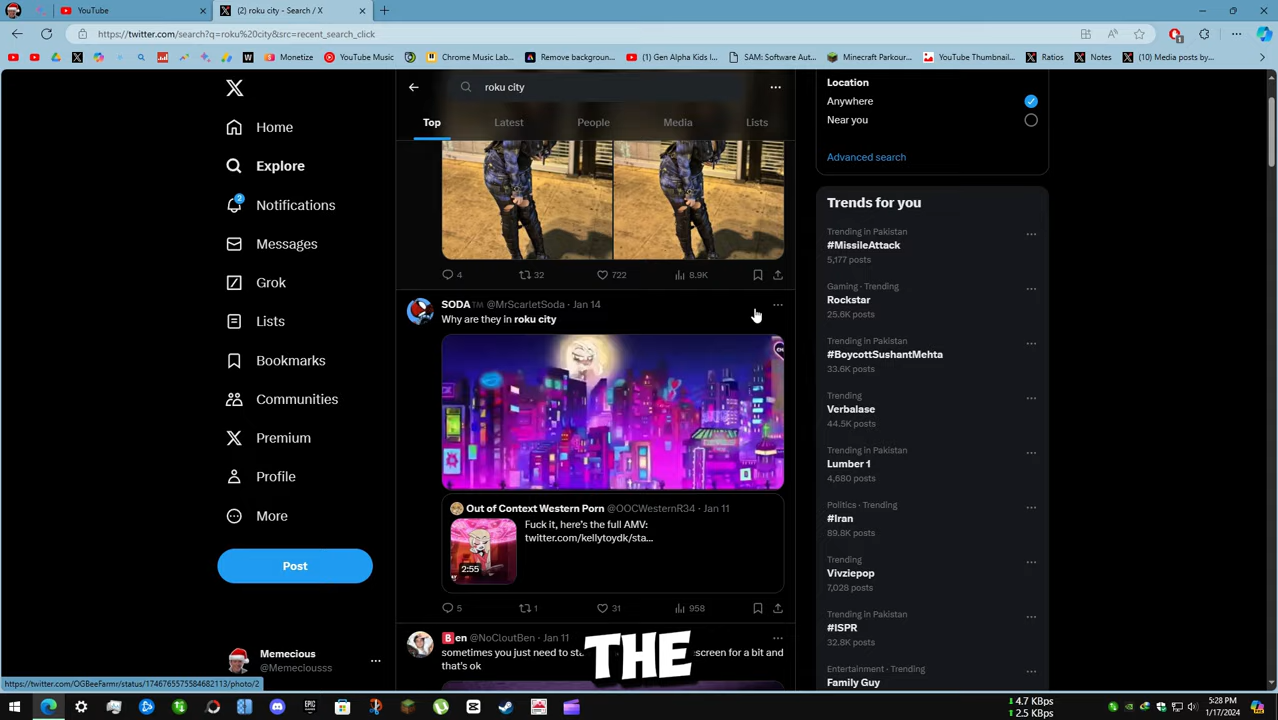 YouTube
(2) roku city - Search / X
https://twitter.com/search?q=roku%20city&src=recent_search_click
Monetize
YouTube Music
Chrome Music Lab...
Remove backgroun...
(1) Gen Alpha Kids I...
SAM: Software Aut...
Minecraft Parkour...
YouTube Thumbnail...
Ratios
Notes
(10) Media posts by...
Home
Explore
2
Notifications
Messages
Grok
Lists
Bookmarks
Communities
Premium
Profile
More
Post
Memecious
@Memeciousss
roku city
Top
Latest
People
Media
Lists
4
32
722
8.9K
SODA™ @MrScarletSoda · Jan 14
Why are they in roku city
Out of Context Western Porn @OOCWesternR34 · Jan 11
Fuck it, here's the full AMV:
twitter.com/kellytoydk/sta...
2:55
5
1
31
958
Ben @NoCloutBen · Jan 11
sometimes you just need to sta
screen for a bit and
that's ok
THE
Location
Anywhere
Near you
Advanced search
Trends for you
Trending in Pakistan
#MissileAttack
5,177 posts
Gaming · Trending
Rockstar
25.6K posts
Trending in Pakistan
#BoycottSushantMehta
33.6K posts
Trending
Verbalase
44.5K posts
Trending in Pakistan
Lumber 1
4,680 posts
Politics · Trending
#Iran
89.8K posts
Trending
Vivziepop
7,028 posts
Trending in Pakistan
#ISPR
32.8K posts
Entertainment · Trending
Family Guy
https://twitter.com/OGBeeFarmr/status/1746765575584682113/photo/2
4.7 KBps
2.5 KBps
5:28 PM
1/17/2024